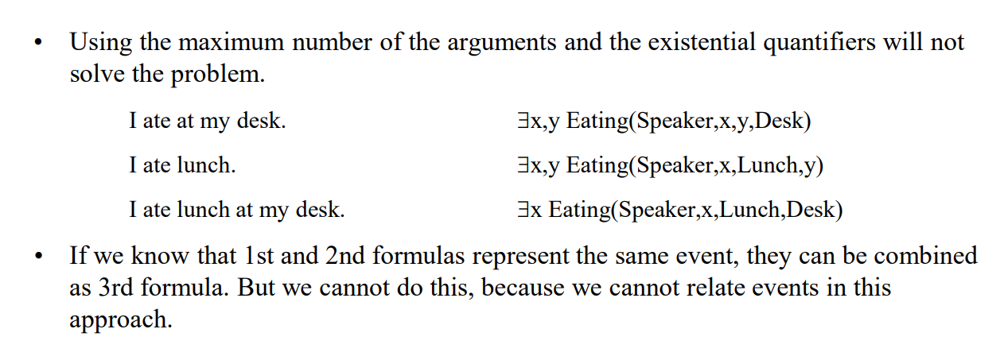 • Using the maximum number of the arguments and the existential quantifiers will not
solve the problem.
I ate at my desk. ∃x,y Eating(Speaker,x,y,Desk)
I ate lunch. ∃x,y Eating(Speaker,x,Lunch,y)
I ate lunch at my desk. ∃x Eating(Speaker,x,Lunch,Desk)
• If we know that 1st and 2nd formulas represent the same event, they can be combined
as 3rd formula. But we cannot do this, because we cannot relate events in this
approach.